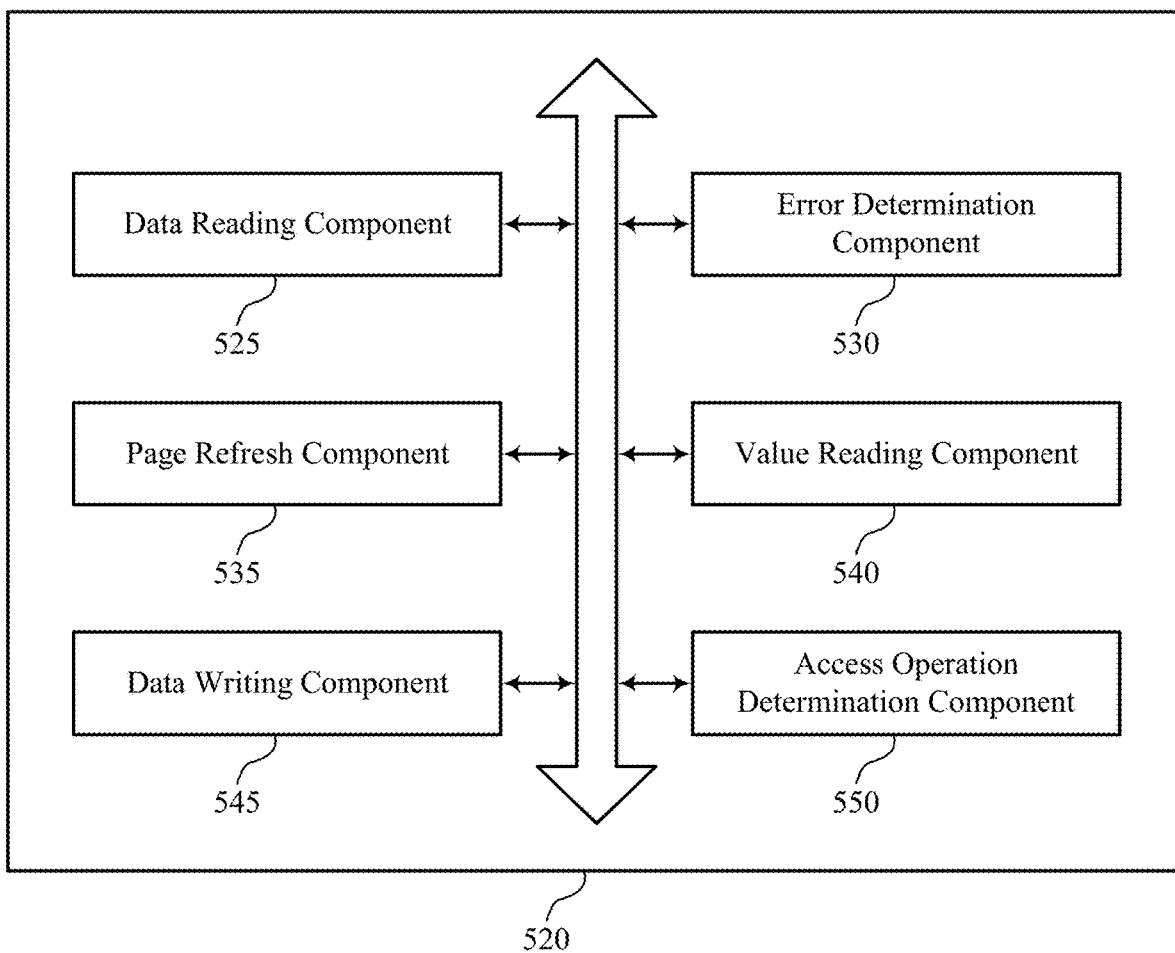 Data Reading Component
525
Error Determination
Component
530
Page Refresh Component
535
Value Reading Component
540
Data Writing Component
545
Access Operation
Determination Component
550
520